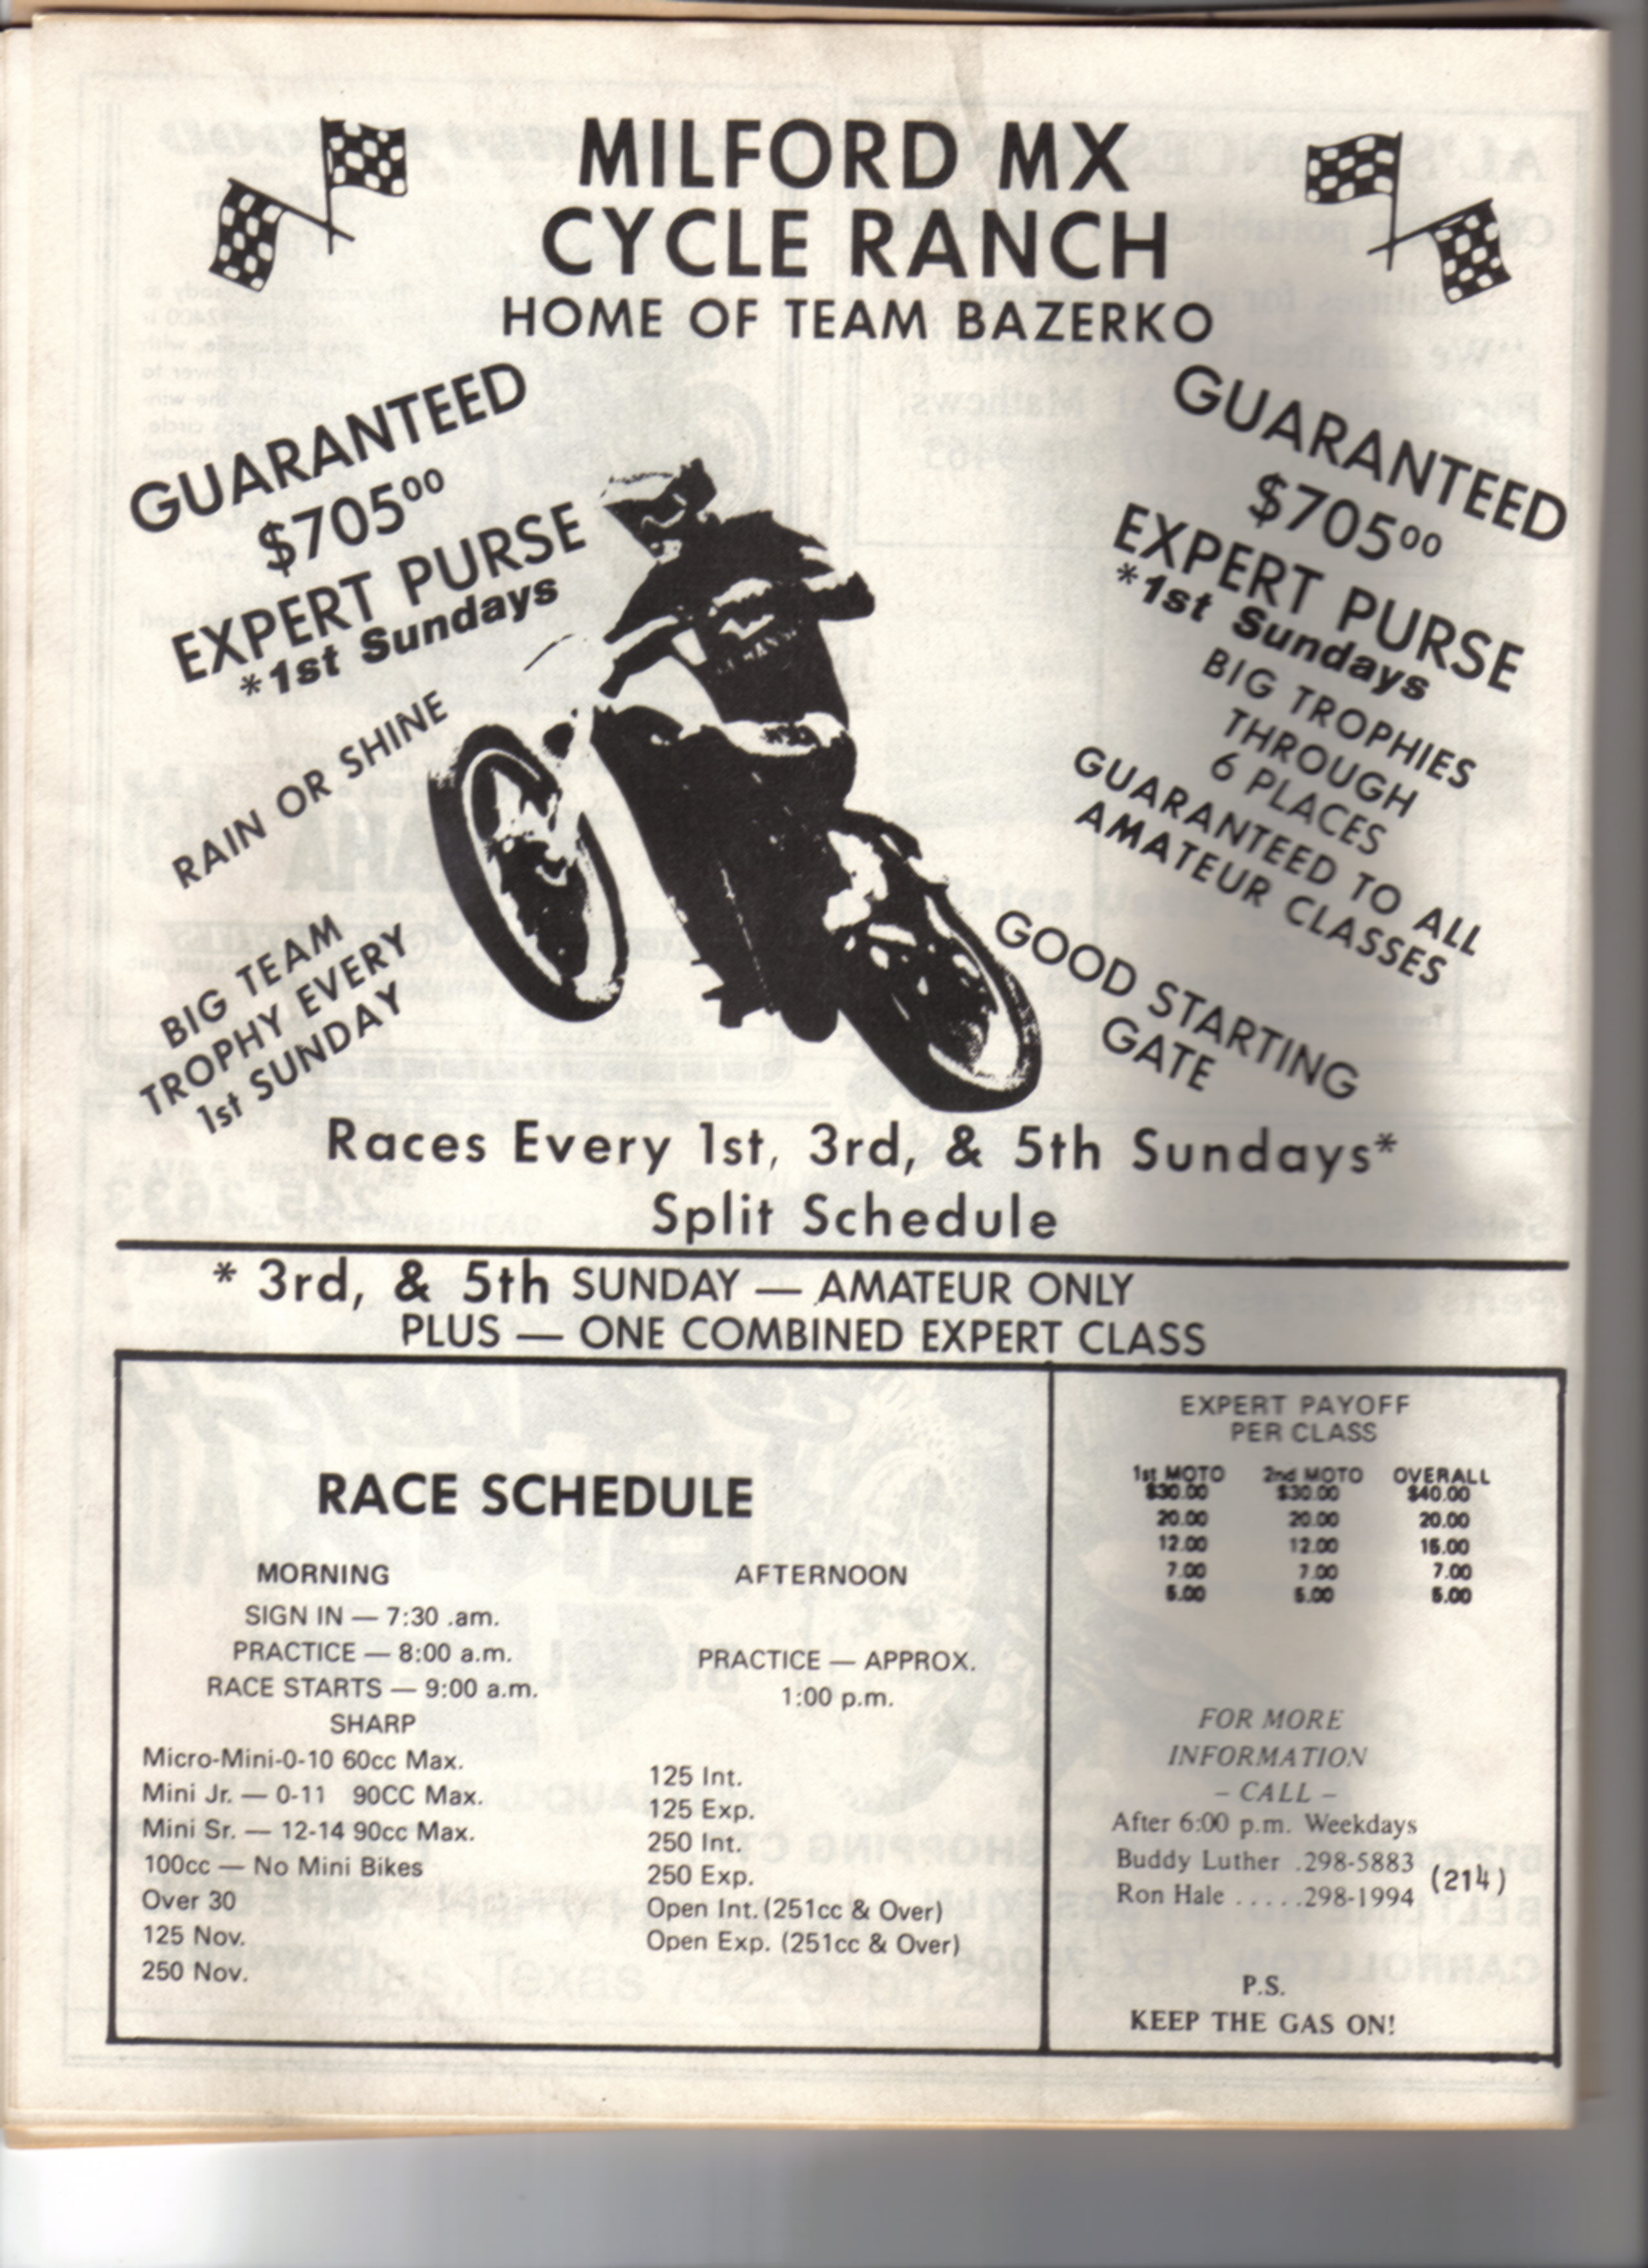 MILFORD MX
CYCLE RANCH
HOME OF TEAM BAZERKO
GUARANTEED
$705⁰⁰
EXPERT PURSE
*1st Sundays
RAIN OR SHINE
BIG TEAM
TROPHY EVERY
1st SUNDAY
GUARANTEED
$705⁰⁰
EXPERT PURSE
*1st Sundays
BIG TROPHIES
THROUGH
6 PLACES
GUARANTEED TO ALL
AMATEUR CLASSES
GOOD STARTING
GATE
Races Every 1st, 3rd, & 5th Sundays*
Split Schedule
* 3rd, & 5th SUNDAY — AMATEUR ONLY
PLUS — ONE COMBINED EXPERT CLASS
RACE SCHEDULE
MORNING
SIGN IN — 7:30 .am.
PRACTICE — 8:00 a.m.
RACE STARTS — 9:00 a.m.
SHARP
Micro-Mini-0-10 60cc Max.
Mini Jr. — 0-11 90CC Max.
Mini Sr. — 12-14 90cc Max.
100cc — No Mini Bikes
Over 30
125 Nov.
250 Nov.
AFTERNOON
PRACTICE — APPROX.
1:00 p.m.
125 Int.
125 Exp.
250 Int.
250 Exp.
Open Int. (251cc & Over)
Open Exp. (251cc & Over)
EXPERT PAYOFF
PER CLASS
1st MOTO 2nd MOTO OVERALL
$30.00 $30.00 $40.00
20.00 20.00 20.00
12.00 12.00 15.00
7.00 7.00 7.00
5.00 5.00 5.00
FOR MORE
INFORMATION
– CALL –
After 6:00 p.m. Weekdays
Buddy Luther .298-5883
(214)
Ron Hale .....298-1994
P.S.
KEEP THE GAS ON!